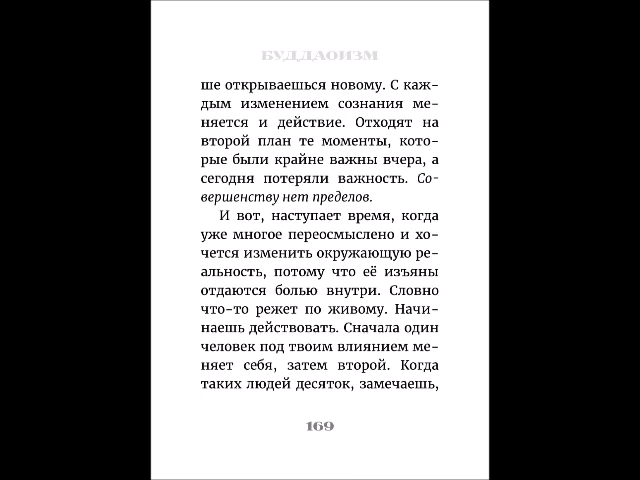 БУДДАОИЗМ
ше открываешься новому. С каж-
дым изменением сознания ме-
няется и действие. Отходят на
второй план те моменты, кото-
рые были крайне важны вчера, а
сегодня потеряли важность. Со-
вершенству нет пределов.
И вот, наступает время, когда
уже многое переосмыслено и хо-
чется изменить окружающую ре-
альность, потому что её изъяны
отдаются болью внутри. Словно
что-то режет по живому. Начи-
наешь действовать. Сначала один
человек под твоим влиянием ме-
няет себя, затем второй. Когда
таких людей десяток, замечаешь,
169